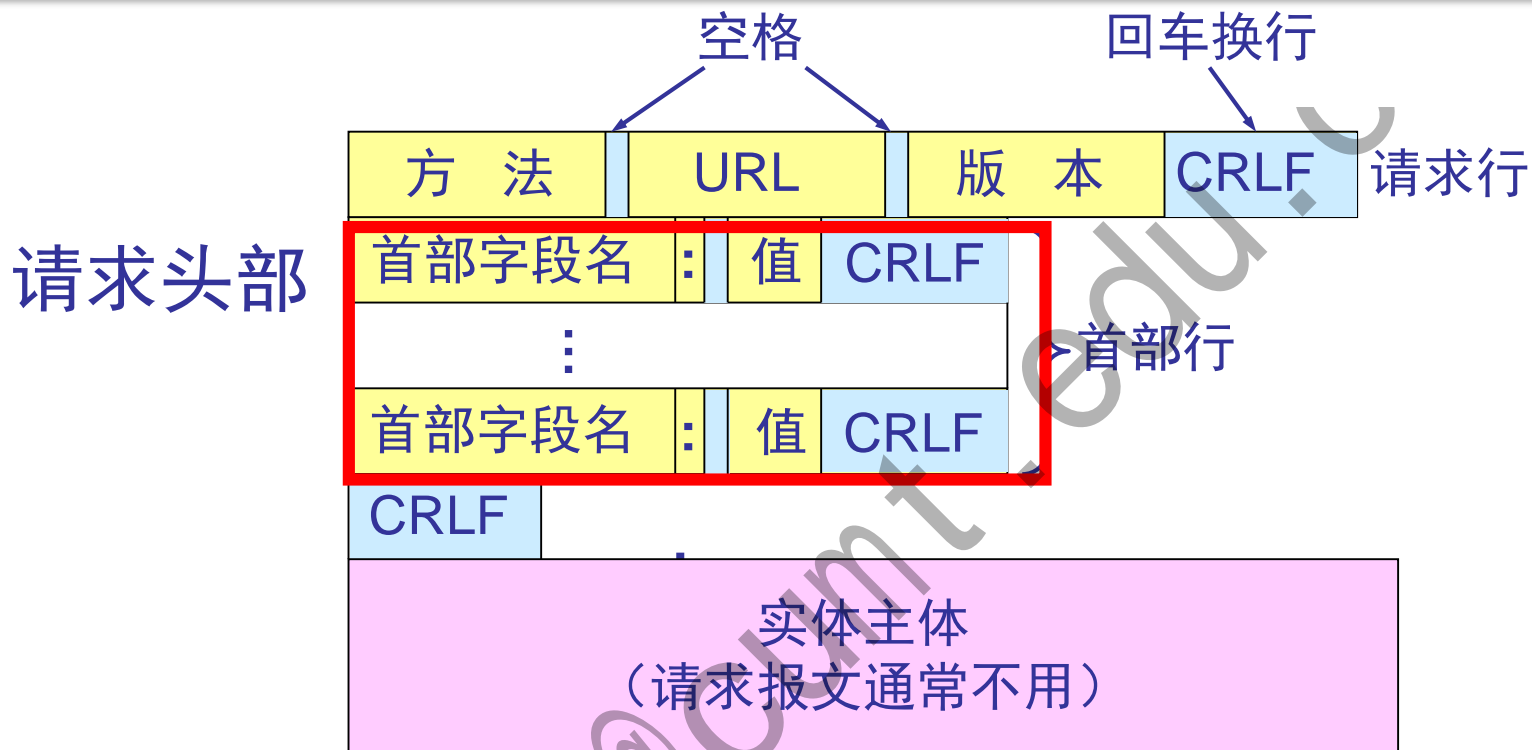 空格 回车换行
方 法 URL 版 本 CRLF 请求行
请求头部 首部字段名 : 值 CRLF
: 首部行
首部字段名 : 值 CRLF
CRLF
实体主体
（请求报文通常不用）
@cumt.edu.c